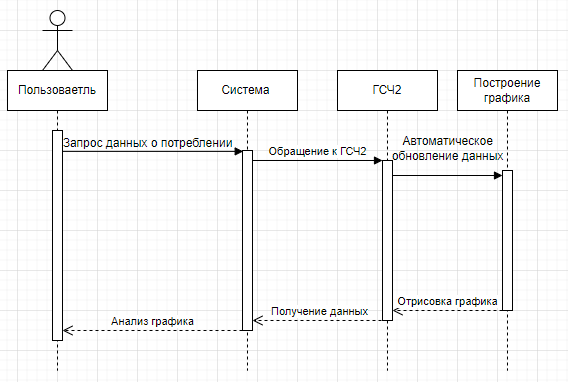 Пользоваетль
Система
ГСЧ2
Построение
графика
Запрос данных о потреблении
Обращение к ГСЧ2
Автоматическое
обновление данных
Отрисовка графика
Получение данных
Анализ графика